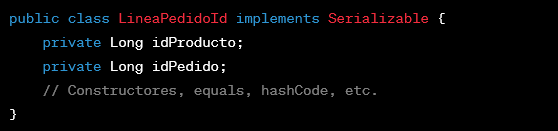 public class LineaPedidoId implements Serializable {
    private Long idProducto;
    private Long idPedido;
    // Constructores, equals, hashCode, etc.
}